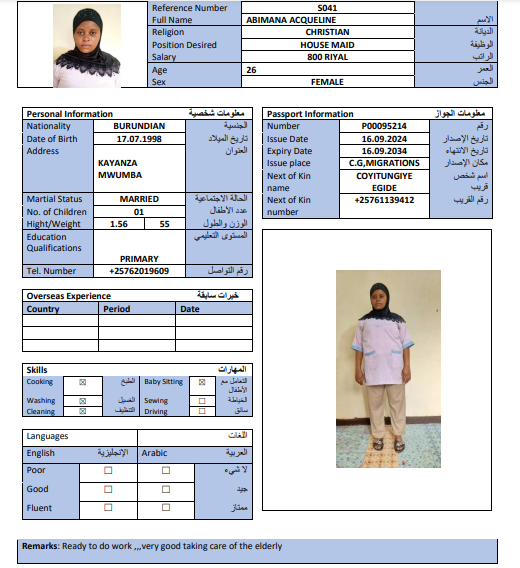 Reference Number S041
Full Name ABIMANA ACQUELINE الاسم
Religion CHRISTIAN الديانة
Position Desired HOUSE MAID الوظيفة
Salary 800 RIYAL الراتب
Age 26 العمر
Sex FEMALE الجنس
Personal Information معلومات شخصية
Nationality BURUNDIAN الجنسية
Date of Birth 17.07.1998 تاريخ الميلاد
Address العنوان
KAYANZA
MWUMBA
Martial Status MARRIED الحالة الاجتماعية
No. of Children 01 عدد الأطفال
Hight/Weight 1.56 55 الوزن والطول
Education المستوى التعليمي
Qualifications
PRIMARY
Tel. Number +25762019609 رقم التواصل
Passport Information معلومات الجواز
Number P00095214 رقم
Issue Date 16.09.2024 تاريخ الإصدار
Expiry Date 16.09.2034 تاريخ الانتهاء
Issue place C.G,MIGRATIONS مكان الإصدار
Next of Kin COYITUNGIYE اسم شخص
name EGIDE قريب
Next of Kin +25761139412 رقم القريب
number
Overseas Experience خبرات سابقة
Country Period Date
Skills المهارات
Cooking ☒ الطبخ Baby Sitting ☒ التعامل مع
الأطفال
Washing ☒ الغسيل Sewing ☐ الخياطة
Cleaning ☒ التنظيف Driving ☐ سائق
Languages اللغات
English الإنجليزية Arabic العربية
Poor ☐ ☐ لا شيء
Good ☐ ☐ جيد
Fluent ☐ ☐ ممتاز
Remarks: Ready to do work ,,,very good taking care of the elderly